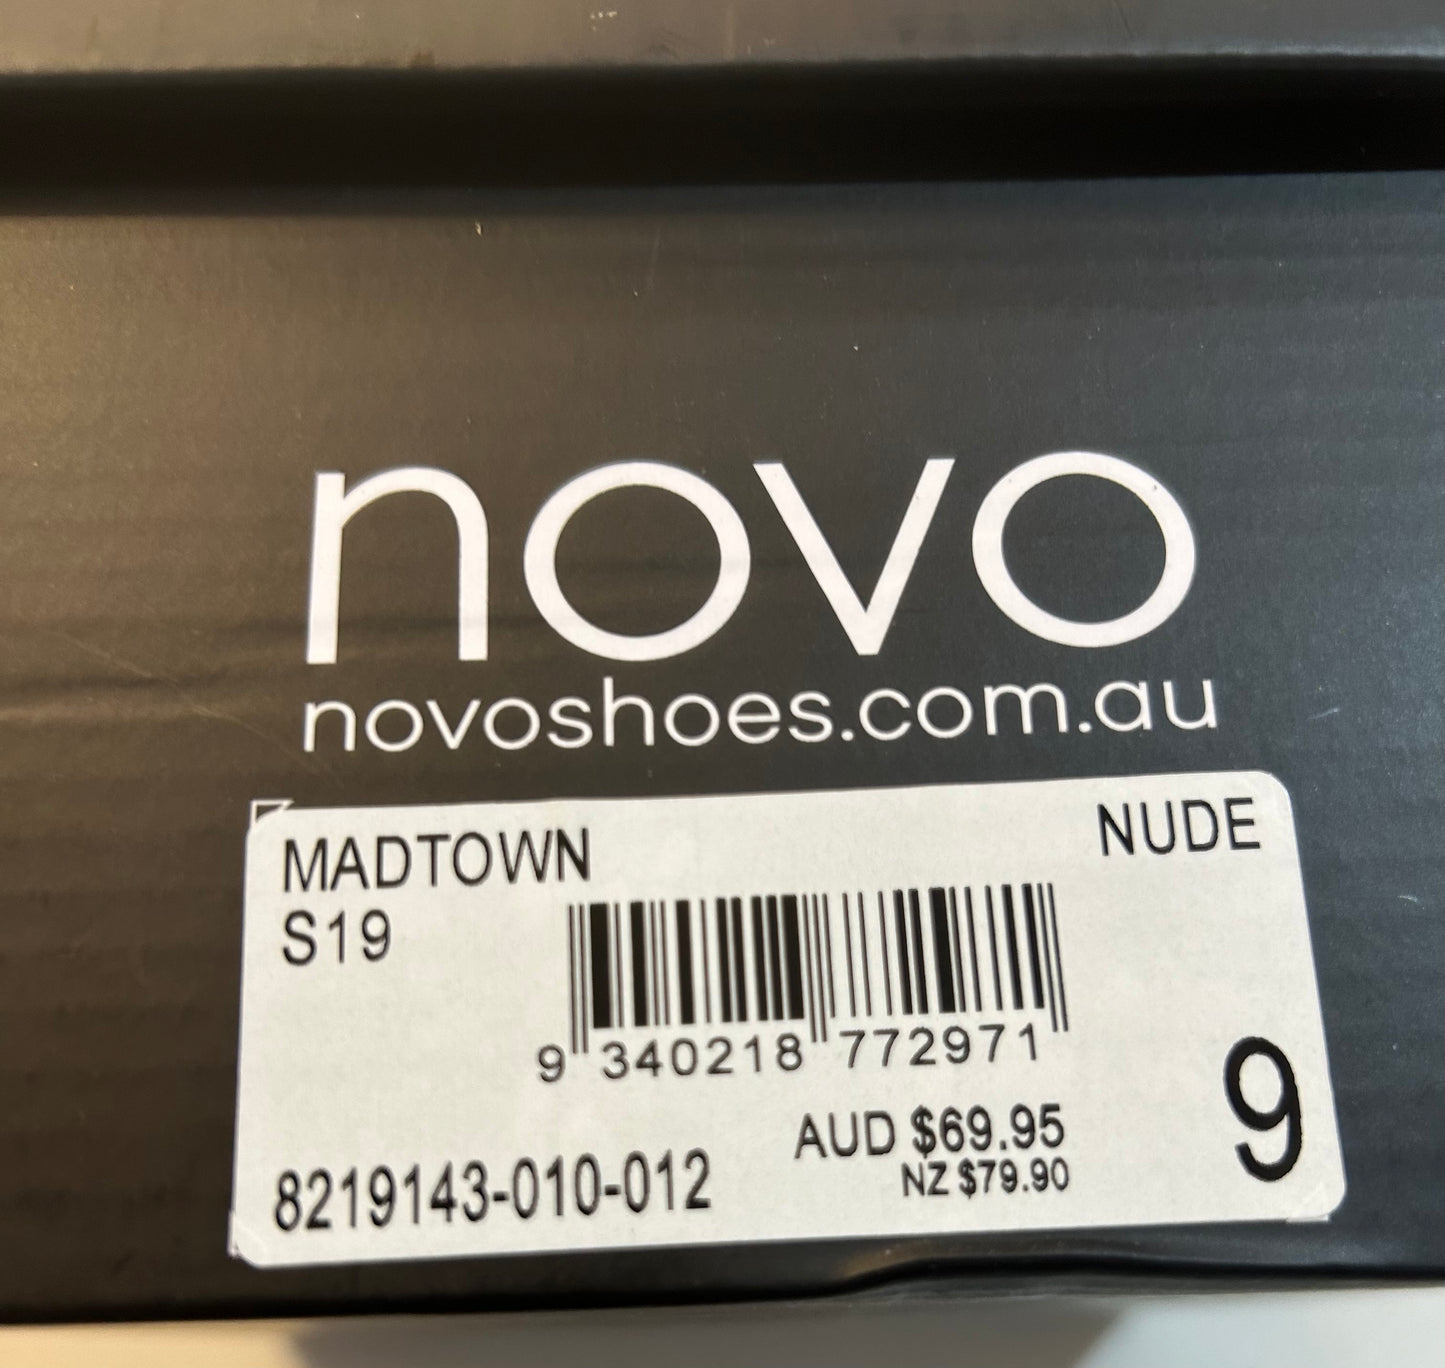 novo
novoshoes.com.au
MADTOWN NUDE
S19
9 340218 772971
9
AUD $69.95
8219143-010-012 NZ $79.90